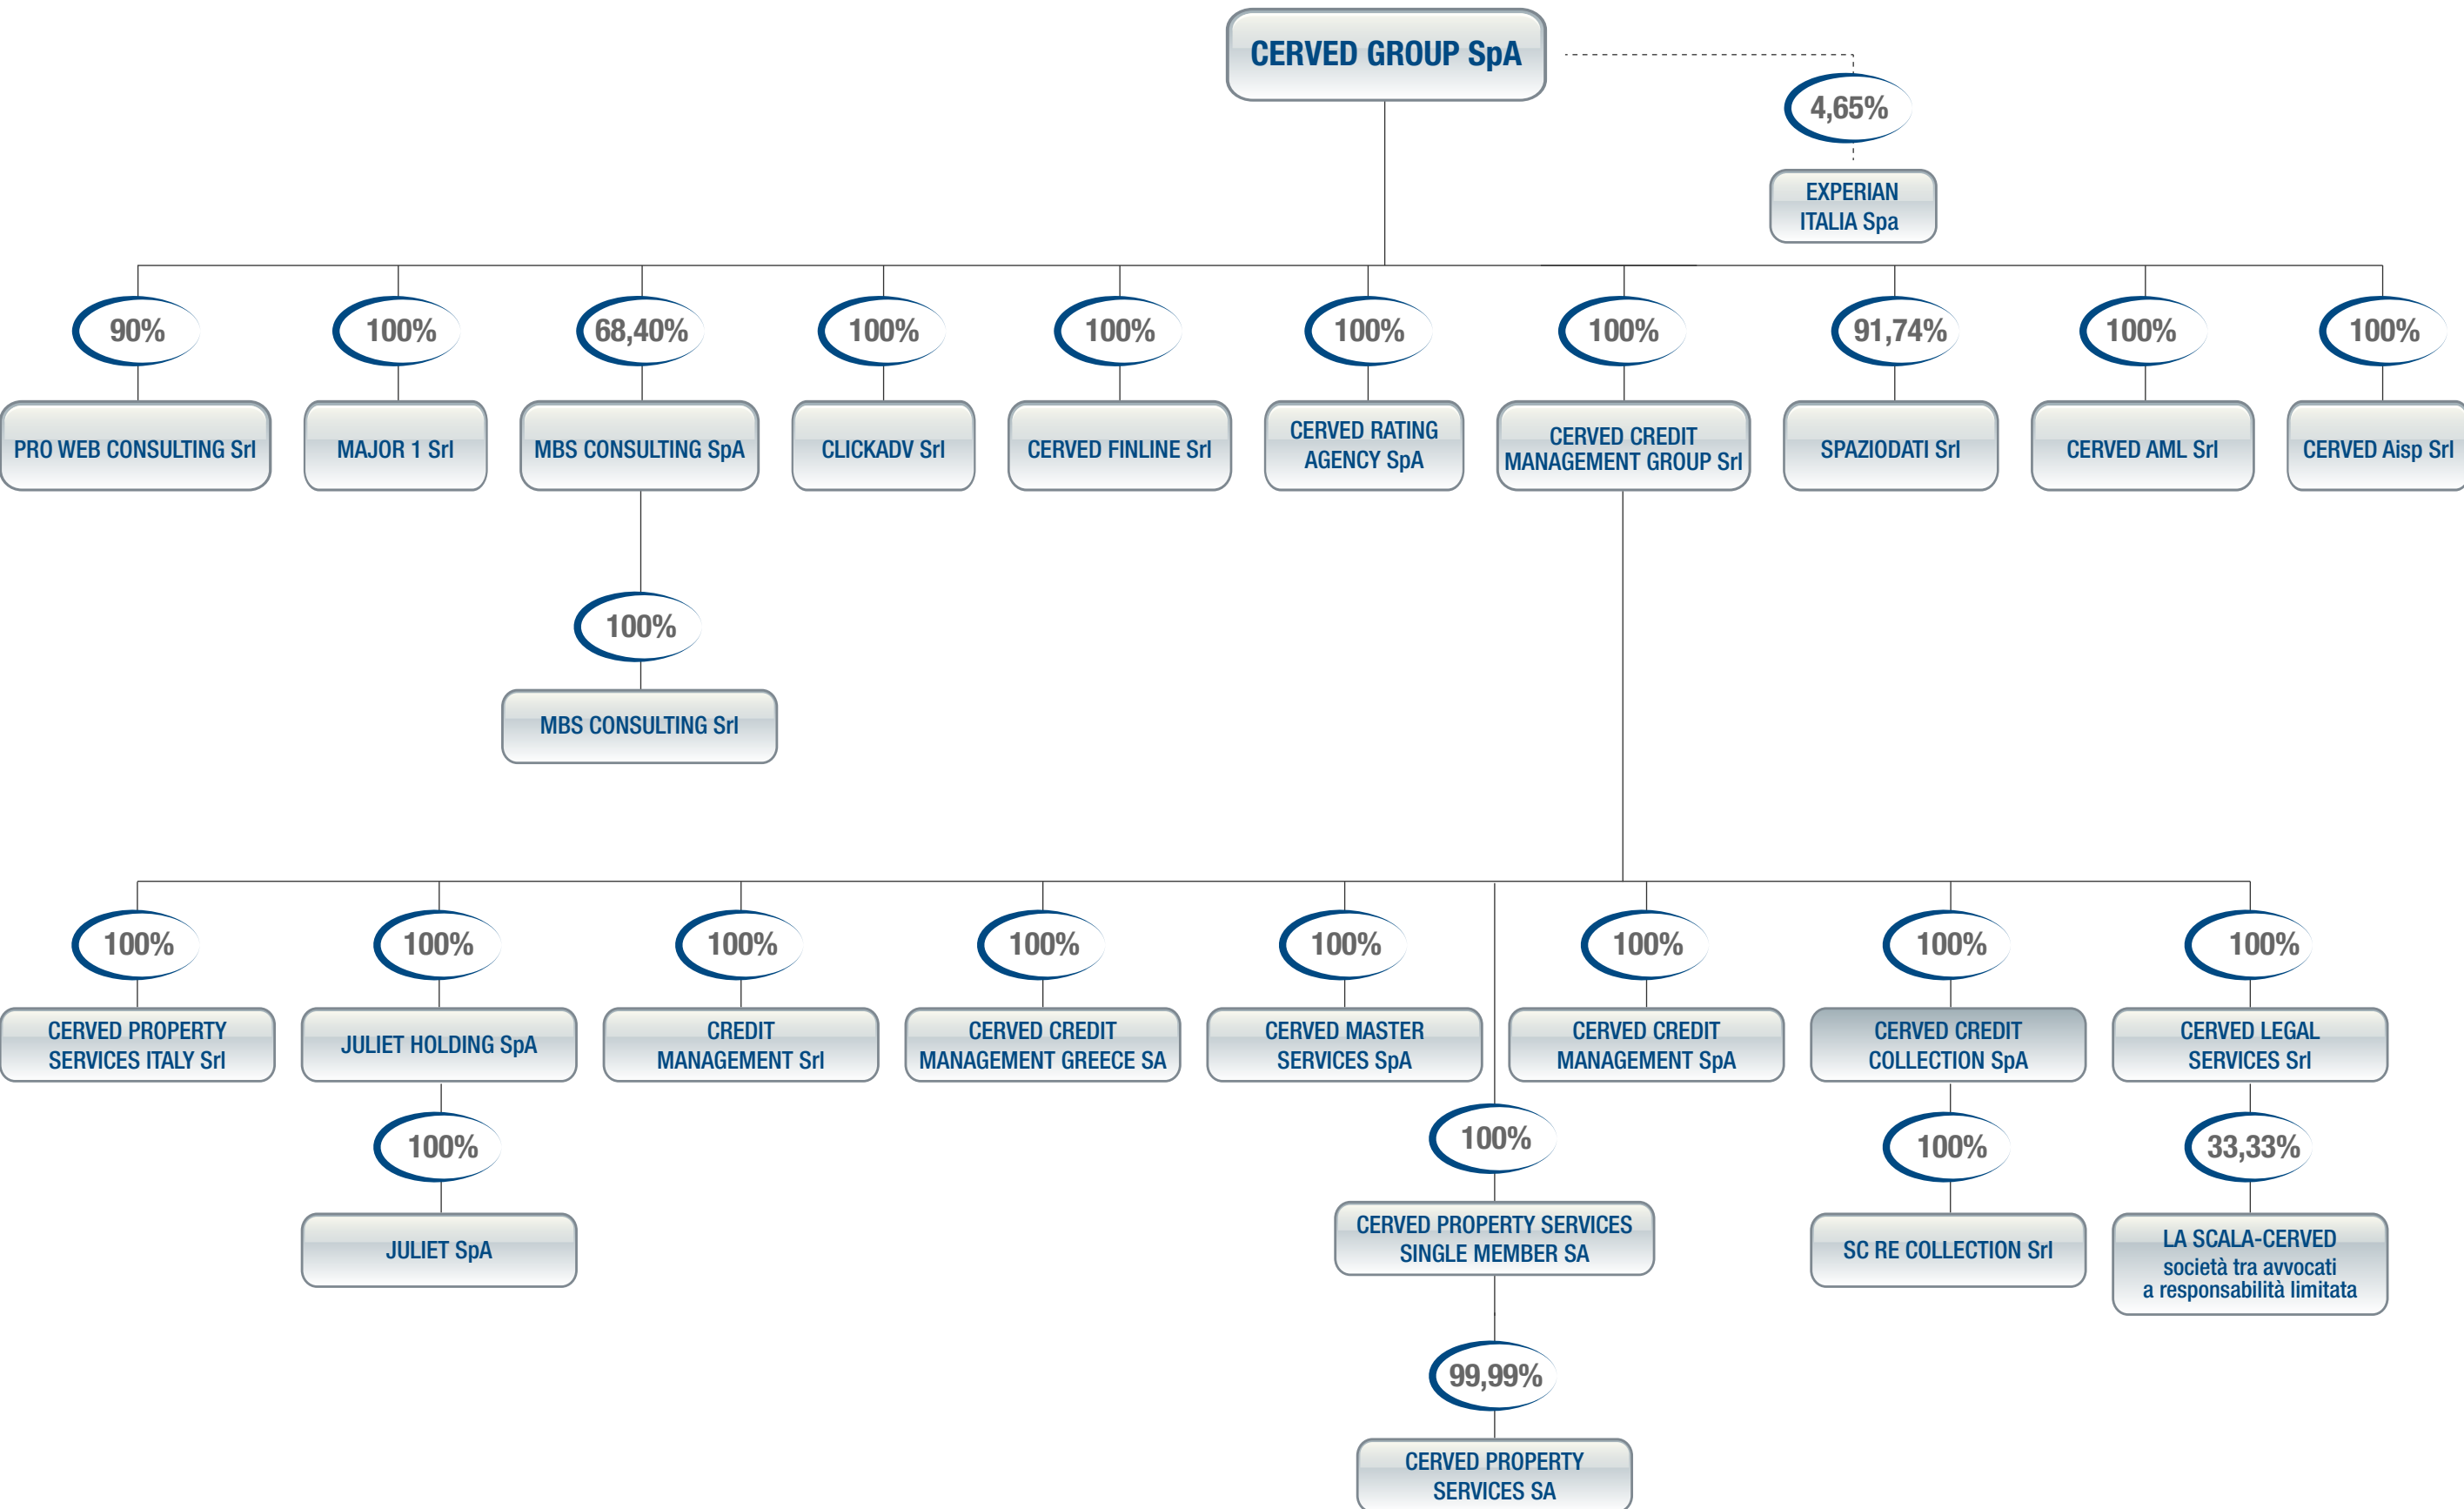 CERVED GROUP SpA
4,65%
EXPERIAN
ITALIA Spa
90%
100%
68,40%
100%
100%
100%
100%
91,74%
100%
100%
PRO WEB CONSULTING Srl
MAJOR 1 Srl
MBS CONSULTING SpA
CLICKADV Srl
CERVED FINLINE Srl
CERVED RATING
AGENCY SpA
CERVED CREDIT
MANAGEMENT GROUP Srl
SPAZIODATI Srl
CERVED AML Srl
CERVED Aisp Srl
100%
MBS CONSULTING Srl
100%
100%
100%
100%
100%
100%
100%
100%
CERVED PROPERTY
SERVICES ITALY Srl
JULIET HOLDING SpA
CREDIT
MANAGEMENT Srl
CERVED CREDIT
MANAGEMENT GREECE SA
CERVED MASTER
SERVICES SpA
CERVED CREDIT
MANAGEMENT SpA
CERVED CREDIT
COLLECTION SpA
CERVED LEGAL
SERVICES Srl
100%
100%
100%
33,33%
JULIET SpA
CERVED PROPERTY SERVICES
SINGLE MEMBER SA
SC RE COLLECTION Srl
LA SCALA-CERVED
società tra avvocati
a responsabilità limitata
99,99%
CERVED PROPERTY
SERVICES SA